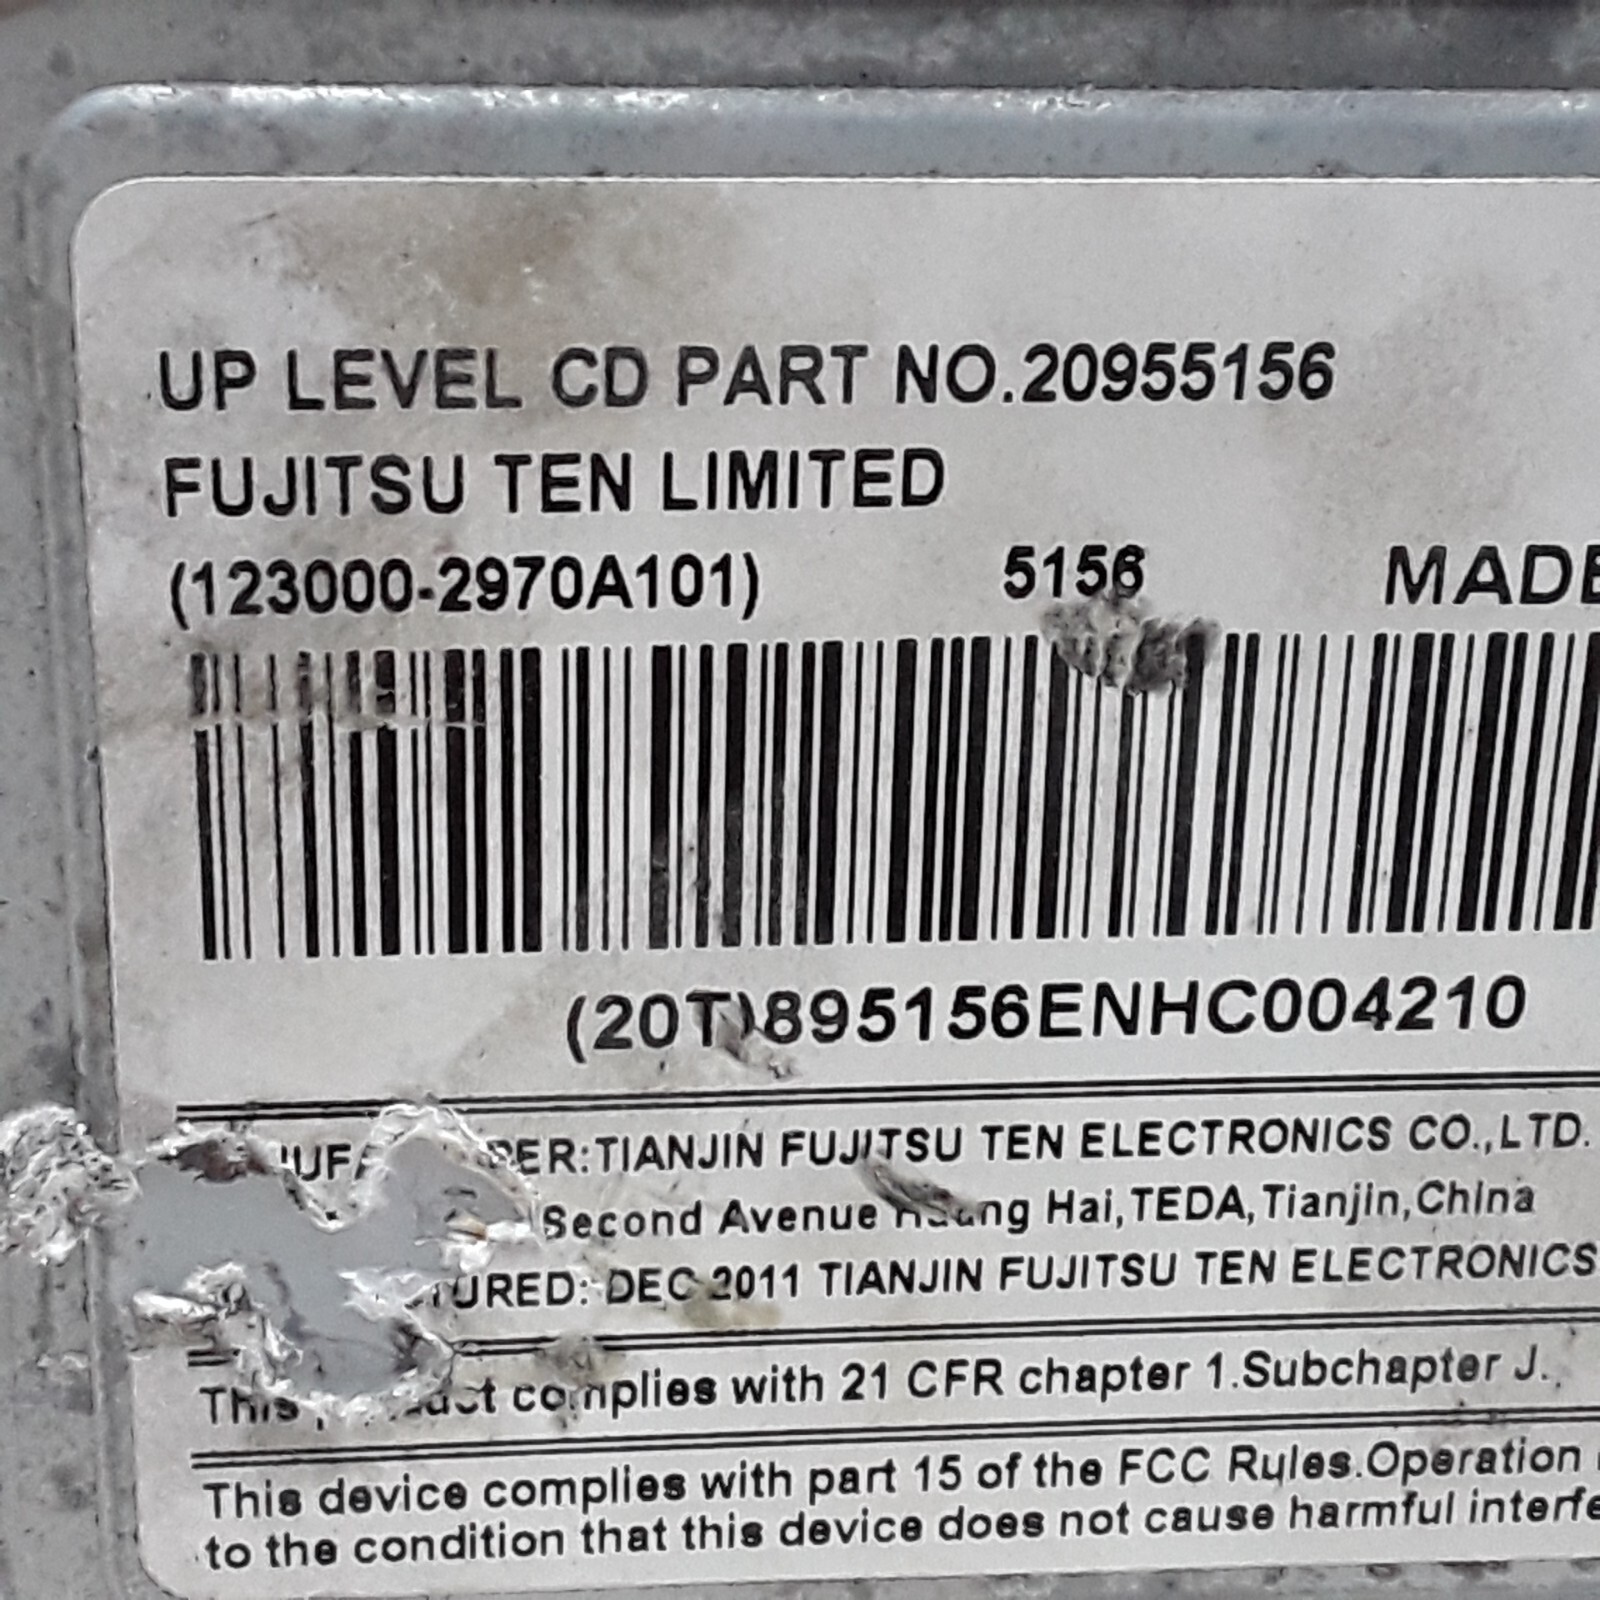 UP LEVEL CD PART NO.20955156
FUJITSU TEN LIMITED
(123000-2970A101) 5156 MADE
(20T)895156ENHC004210
TIANJIN FUJITSU TEN ELECTRONICS CO.,LTD.
Second Avenue Hai,TEDA,Tianjin,China
DEC 2011 TIANJIN FUJITSU TEN ELECTRONICS
This complies with 21 CFR chapter 1.Subchapter J.
This device complies with part 15 of the FCC Rules.Operation
to the condition that this device does not cause harmful